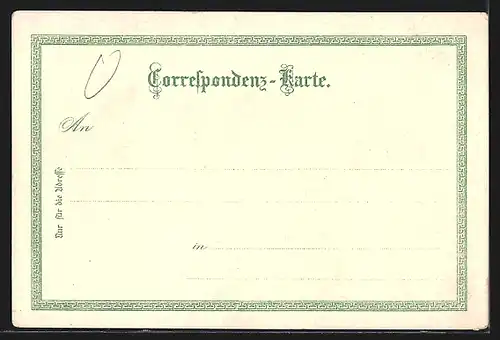 Correspondenz-Karte.
An
Nur für die Adresse
in